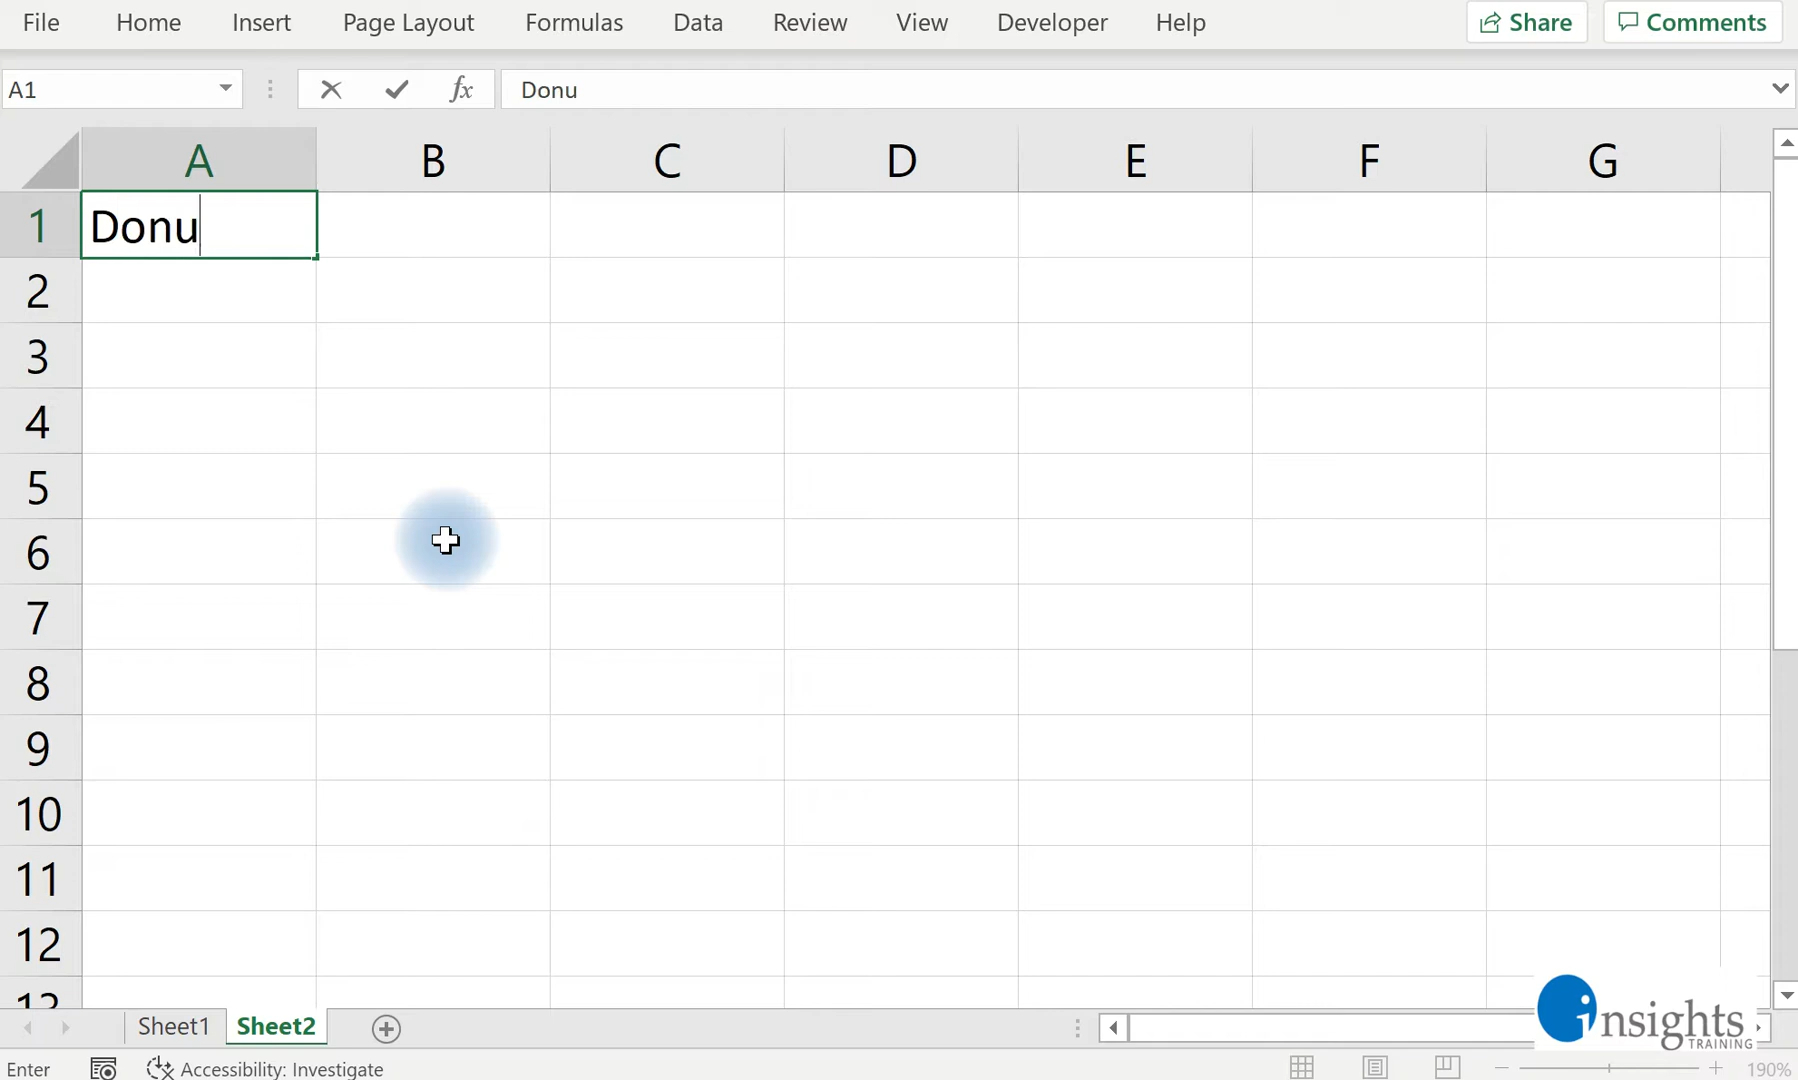 File Home Insert Page Layout Formulas Data Review View Developer Help Share Comments
A1 fx Donu
A B C D E F G
1 Donu
2
3
4
5
6
7
8
9
10
11
12
13
Sheet1 Sheet2
insights
TRAINING
Enter Accessibility: Investigate 190%